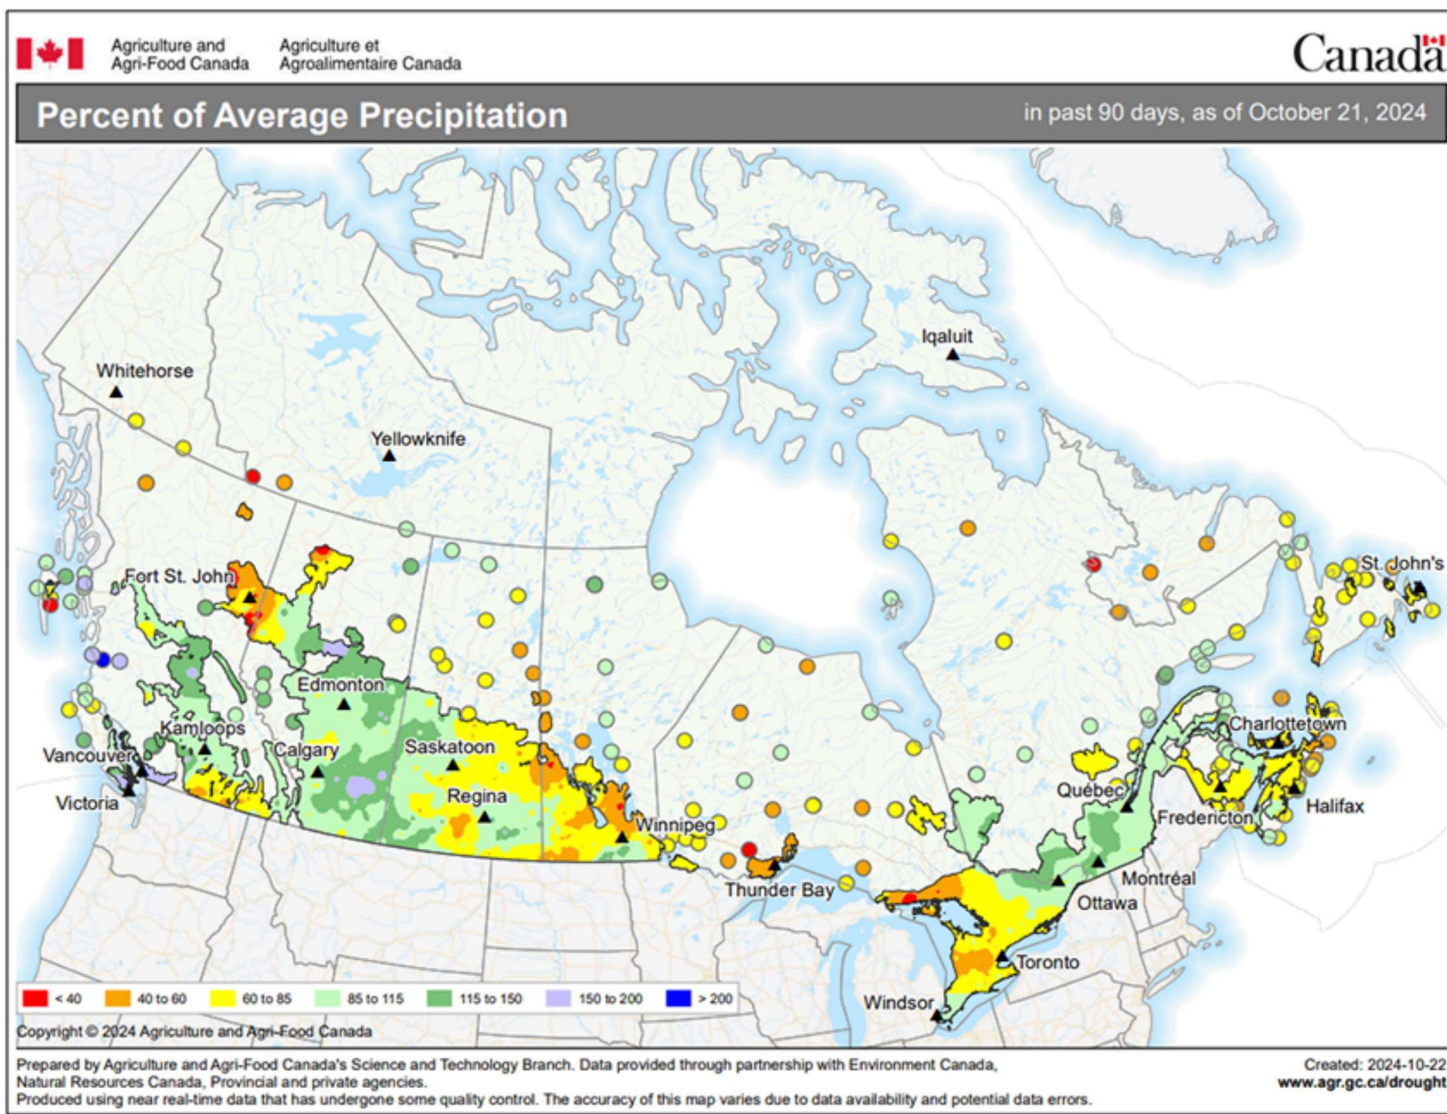 Agriculture and Agriculture et
Agri-Food Canada Agroalimentaire Canada
Canada
Percent of Average Precipitation
in past 90 days, as of October 21, 2024
Iqaluit
Whitehorse
Yellowknife
St. John's
Fort St. John
Edmonton
Charlottetown
Kamloops
Calgary
Saskatoon
Vancouver
Québec
Regina
Victoria
Halifax
Fredericton
Winnipeg
Montréal
Thunder Bay
Ottawa
Toronto
Windsor
< 40 40 to 60 60 to 85 85 to 115 115 to 150 150 to 200 > 200
Copyright © 2024 Agriculture and Agri-Food Canada
Prepared by Agriculture and Agri-Food Canada's Science and Technology Branch. Data provided through partnership with Environment Canada,
Natural Resources Canada, Provincial and private agencies.
Produced using near real-time data that has undergone some quality control. The accuracy of this map varies due to data availability and potential data errors.
Created: 2024-10-22
www.agr.gc.ca/drought